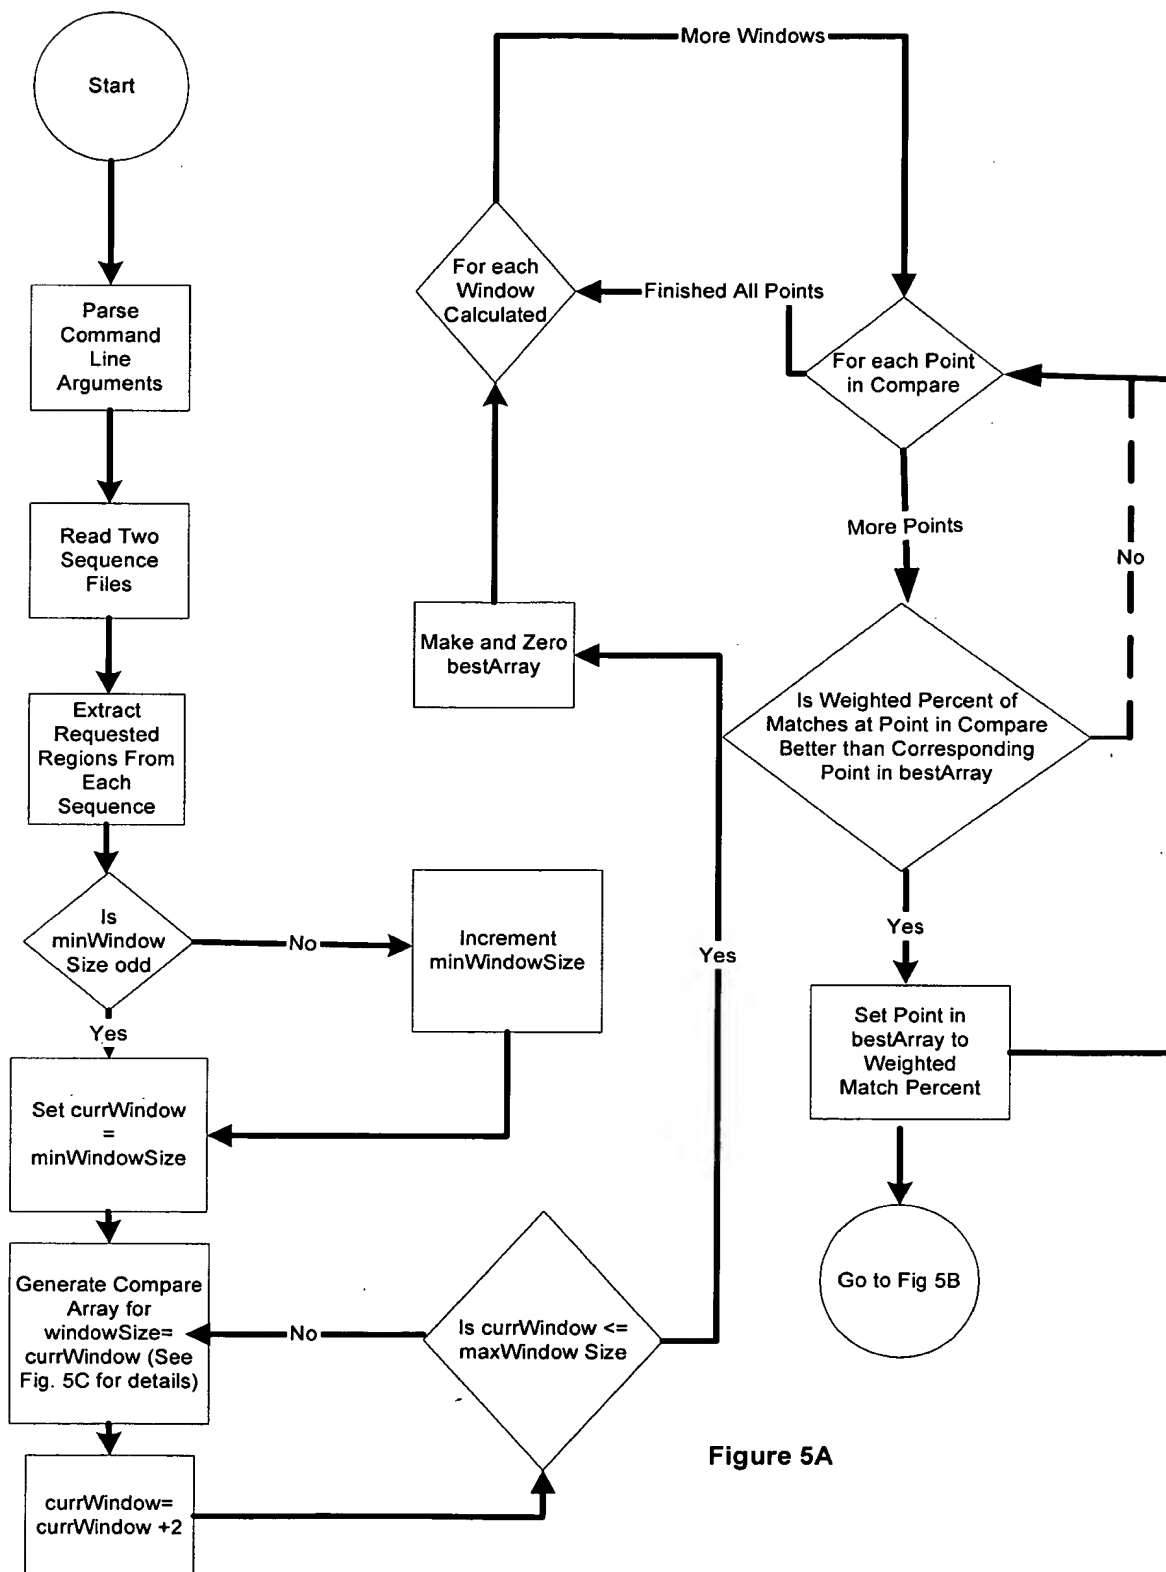 Start
Parse
Command
Line
Arguments
Read Two
Sequence
Files
Extract
Requested
Regions From
Each
Sequence
Is
minWindow
Size odd
No
Increment
minWindowSize
Yes
Set currWindow
=
minWindowSize
Generate Compare
Array for
windowSize=
currWindow (See
Fig. 5C for details)
currWindow=
currWindow +2
Is currWindow <=
maxWindow Size
No
Yes
Make and Zero
bestArray
For each
Window
Calculated
More Windows
Finished All Points
For each Point
in Compare
More Points
No
Is Weighted Percent of
Matches at Point in Compare
Better than Corresponding
Point in bestArray
Yes
Set Point in
bestArray to
Weighted
Match Percent
Go to Fig 5B
Figure 5A